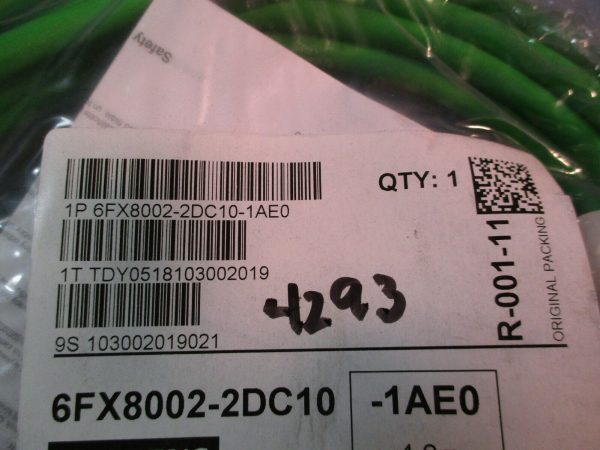 Safety
1P 6FX8002-2DC10-1AE0
QTY: 1
1T TDY0518103002019
4293
9S 103002019021
R-001-11
ORIGINAL PACKING
6FX8002-2DC10 -1AE0